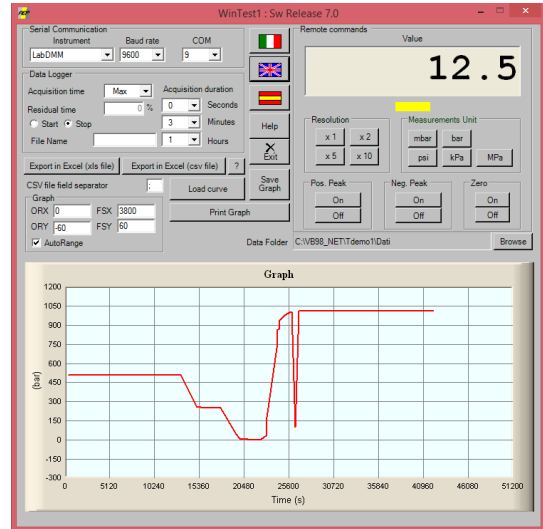 WinTest1 : Sw Release 7.0
Serial Communication
Instrument Baud rate COM
LabDMM 9600 9
Data Logger
Acquisition time Max Acquisition duration
Residual time 0 % 0 Seconds
Start Stop 3 Minutes
File Name 1 Hours
Export in Excel (xls file) Export in Excel (csv file) ?
CSV file field separator ;
Load curve
Graph
ORX 0 FSX 3800
ORY -60 FSY 60
AutoRange
Print Graph
Help
Exit
Save Graph
Remote commands
Value
12.5
Resolution
x 1 x 2
x 5 x 10
Measurements Unit
mbar bar
psi kPa MPa
Pos. Peak Neg. Peak Zero
On On On
Off Off Off
Data Folder C:\VB98_NET\Tdemo1\Dati Browse
Graph
1200
1050
900
750
600
450
300
150
0
-150
-300
(bar)
0 5120 10240 15360 20480 25600 30720 35840 40960 46080 51200
Time (s)